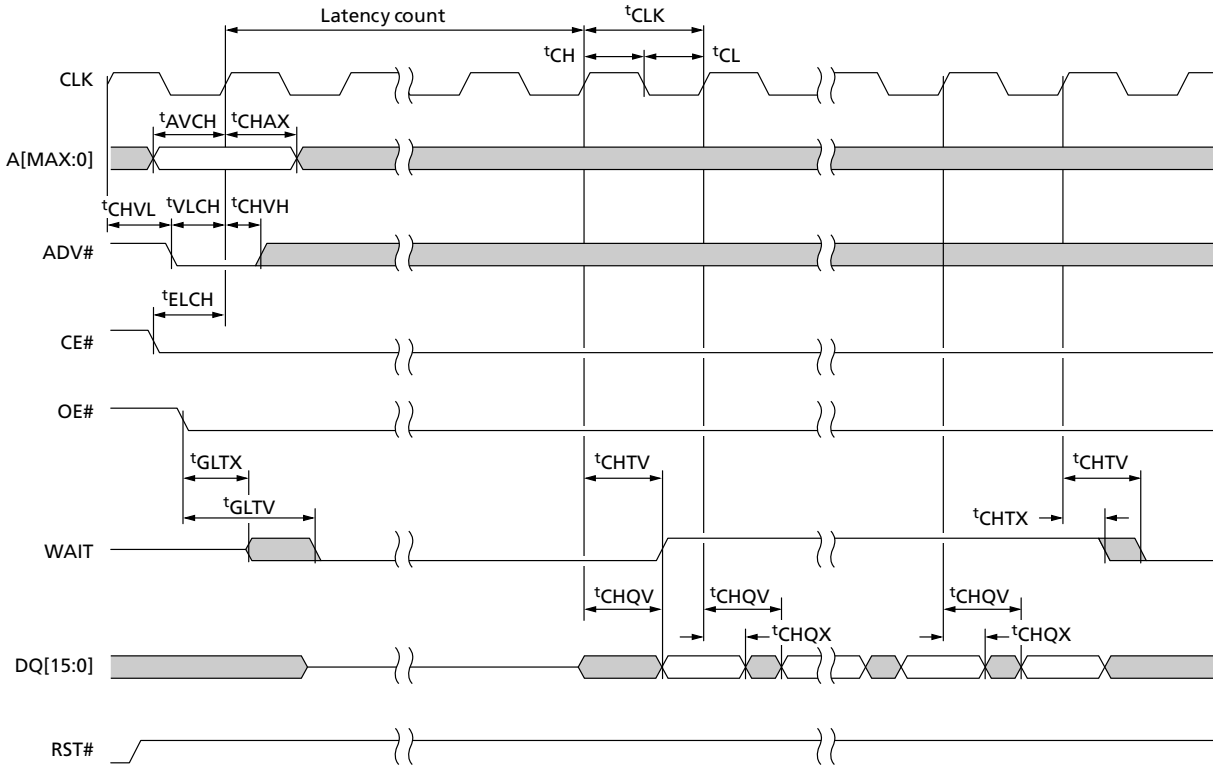 Latency count
tCLK
tCH
tCL
CLK
tAVCH
tCHAX
A[MAX:0]
tCHVL
tVLCH
tCHVH
ADV#
tELCH
CE#
OE#
tGLTX
tCHTV
tCHTV
tGLTV
tCHTX
WAIT
tCHQV
tCHQV
tCHQV
tCHQX
tCHQX
DQ[15:0]
RST#